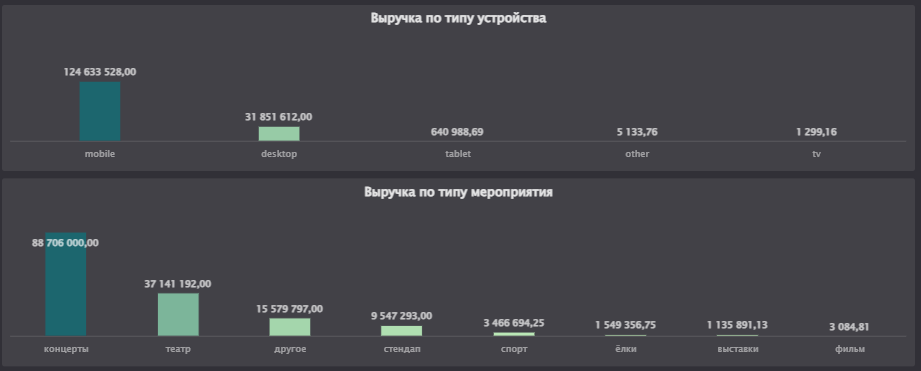 Выручка по типу устройства
124 633 528,00
31 851 612,00
640 988,69
5 133,76
1 299,16
mobile
desktop
tablet
other
tv
Выручка по типу мероприятия
88 706 000,00
37 141 192,00
15 579 797,00
9 547 293,00
3 466 694,25
1 549 356,75
1 135 891,13
3 084,81
концерты
театр
другое
стендап
спорт
ёлки
выставки
фильм